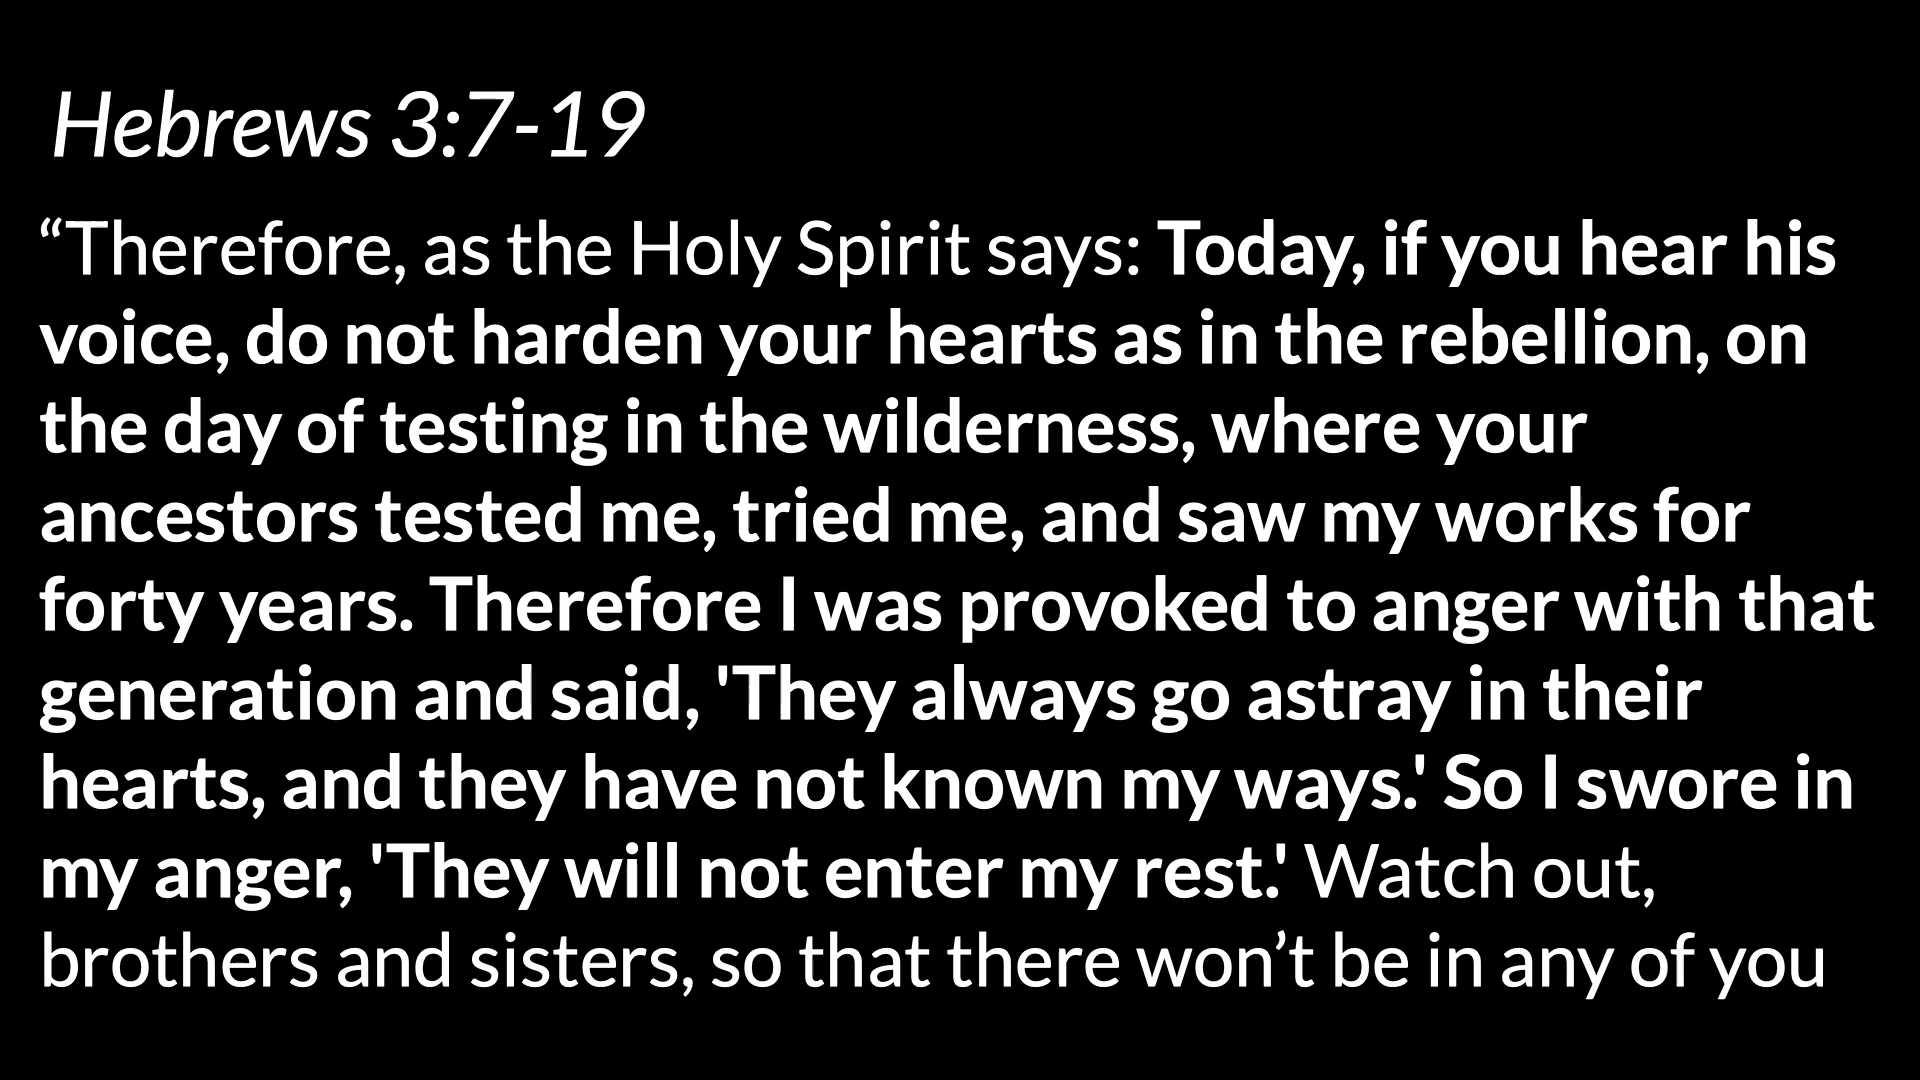 Hebrews 3:7-19
“Therefore, as the Holy Spirit says: Today, if you hear his
voice, do not harden your hearts as in the rebellion, on
the day of testing in the wilderness, where your
ancestors tested me, tried me, and saw my works for
forty years. Therefore I was provoked to anger with that
generation and said, 'They always go astray in their
hearts, and they have not known my ways.' So I swore in
my anger, 'They will not enter my rest.' Watch out,
brothers and sisters, so that there won’t be in any of you